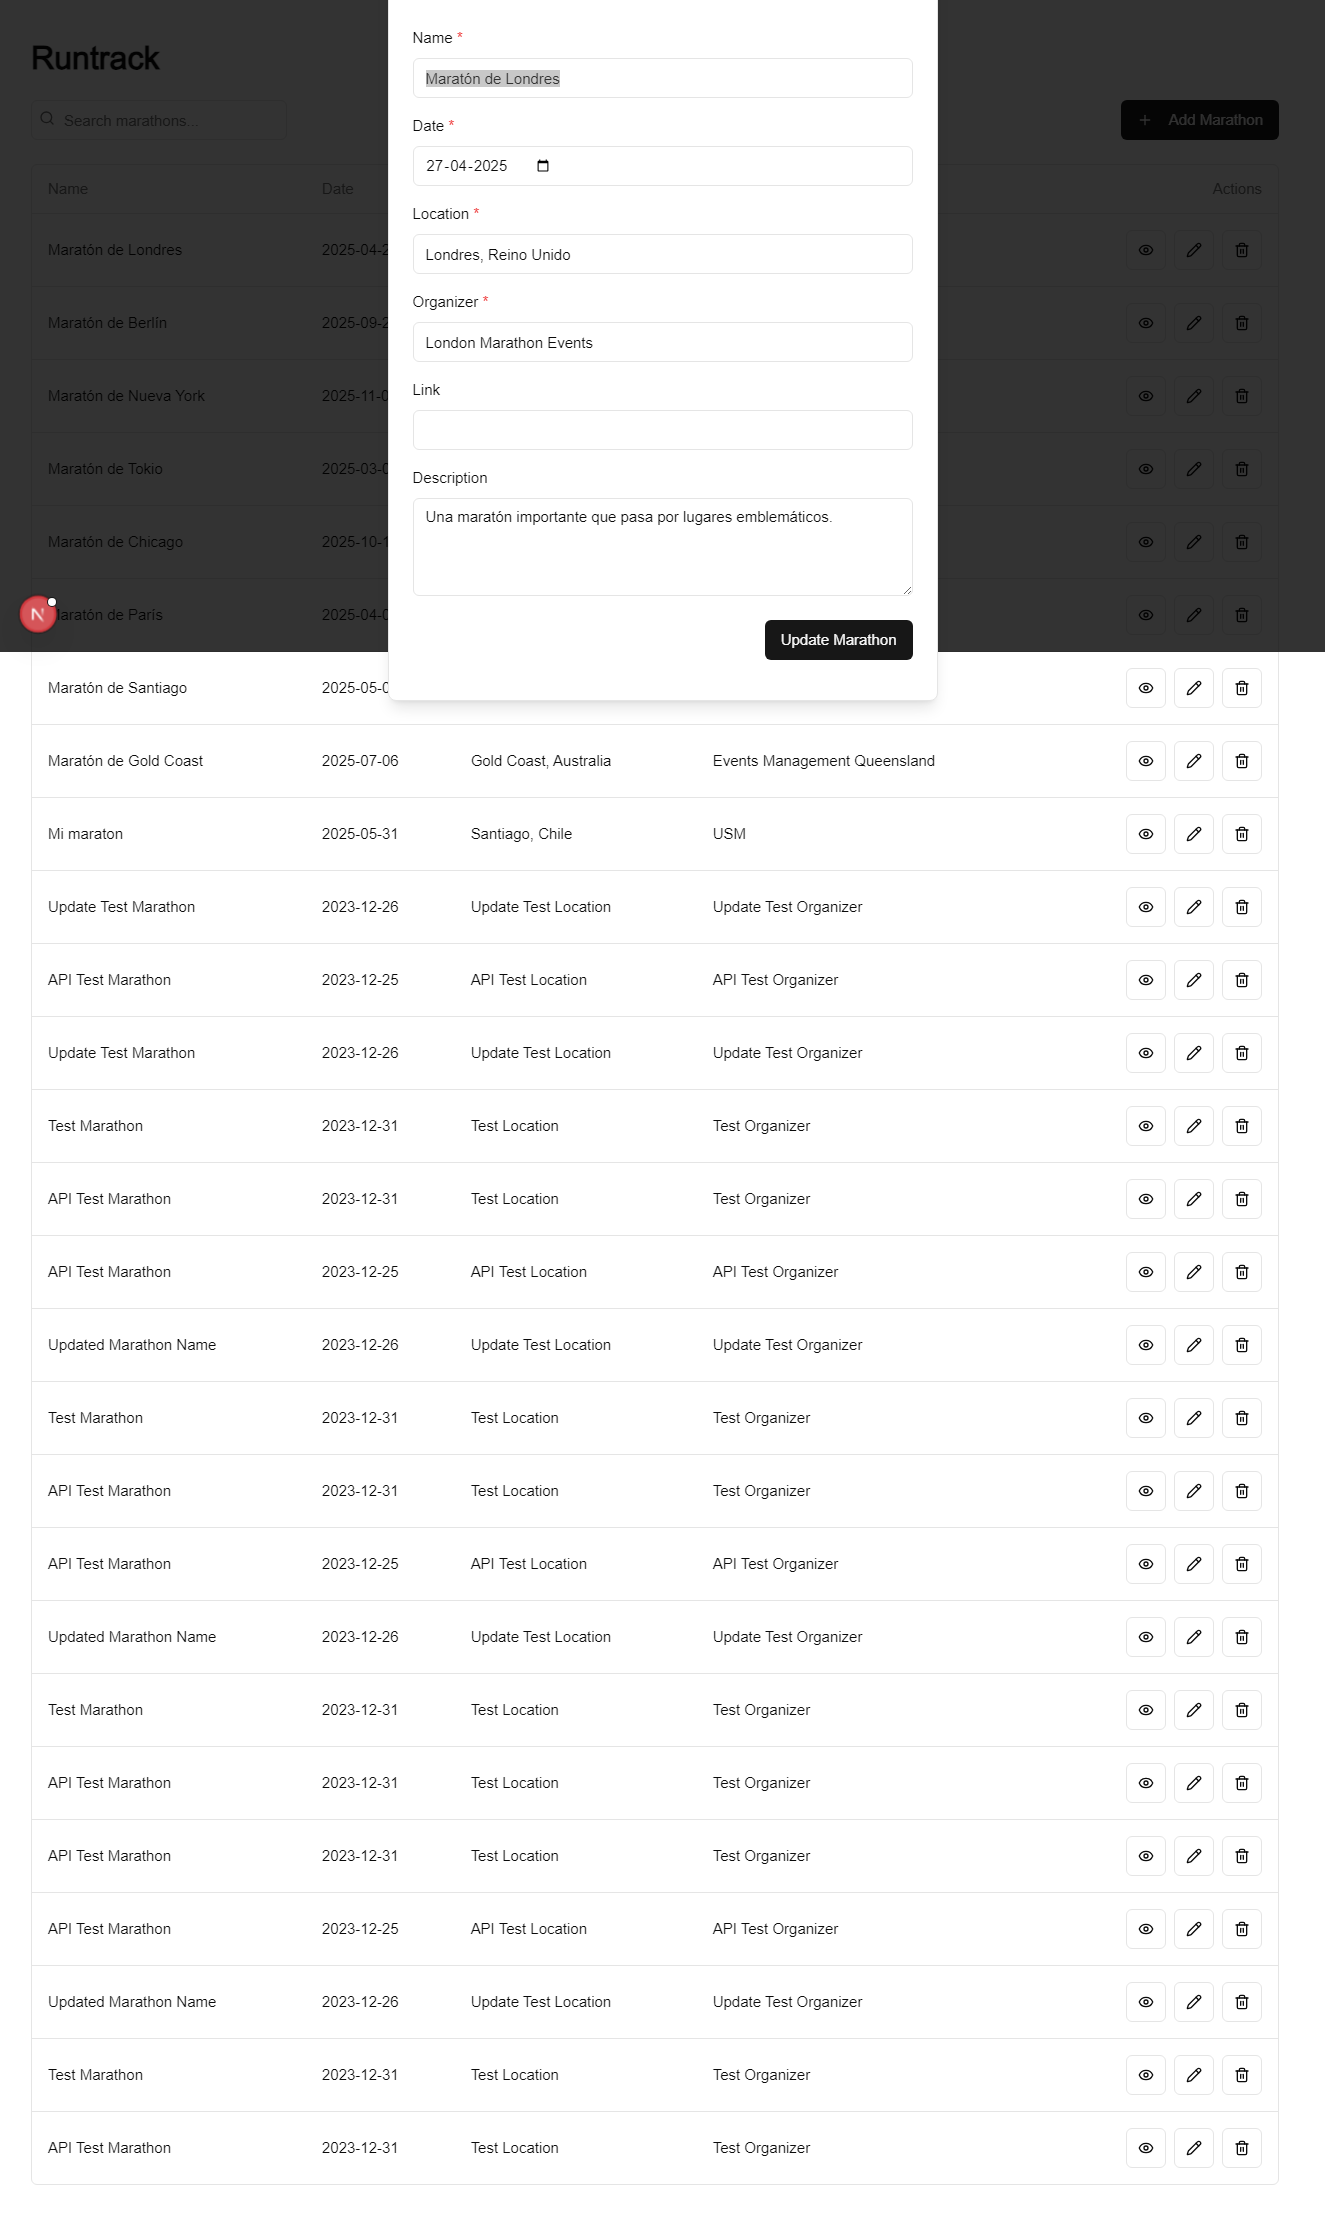 Runtrack
Search marathons...
Add Marathon
Name *
Maratón de Londres
Date *
27-04-2025
Location *
Londres, Reino Unido
Organizer *
London Marathon Events
Link
Description
Una maratón importante que pasa por lugares emblemáticos.
Update Marathon
Name Date Actions
Maratón de Londres 2025-04-2
Maratón de Berlín 2025-09-2
Maratón de Nueva York 2025-11-0
Maratón de Tokio 2025-03-0
Maratón de Chicago 2025-10-1
N
Maratón de París 2025-04-0
Maratón de Santiago 2025-05-0
Maratón de Gold Coast 2025-07-06 Gold Coast, Australia Events Management Queensland
Mi maraton 2025-05-31 Santiago, Chile USM
Update Test Marathon 2023-12-26 Update Test Location Update Test Organizer
API Test Marathon 2023-12-25 API Test Location API Test Organizer
Update Test Marathon 2023-12-26 Update Test Location Update Test Organizer
Test Marathon 2023-12-31 Test Location Test Organizer
API Test Marathon 2023-12-31 Test Location Test Organizer
API Test Marathon 2023-12-25 API Test Location API Test Organizer
Updated Marathon Name 2023-12-26 Update Test Location Update Test Organizer
Test Marathon 2023-12-31 Test Location Test Organizer
API Test Marathon 2023-12-31 Test Location Test Organizer
API Test Marathon 2023-12-25 API Test Location API Test Organizer
Updated Marathon Name 2023-12-26 Update Test Location Update Test Organizer
Test Marathon 2023-12-31 Test Location Test Organizer
API Test Marathon 2023-12-31 Test Location Test Organizer
API Test Marathon 2023-12-31 Test Location Test Organizer
API Test Marathon 2023-12-25 API Test Location API Test Organizer
Updated Marathon Name 2023-12-26 Update Test Location Update Test Organizer
Test Marathon 2023-12-31 Test Location Test Organizer
API Test Marathon 2023-12-31 Test Location Test Organizer